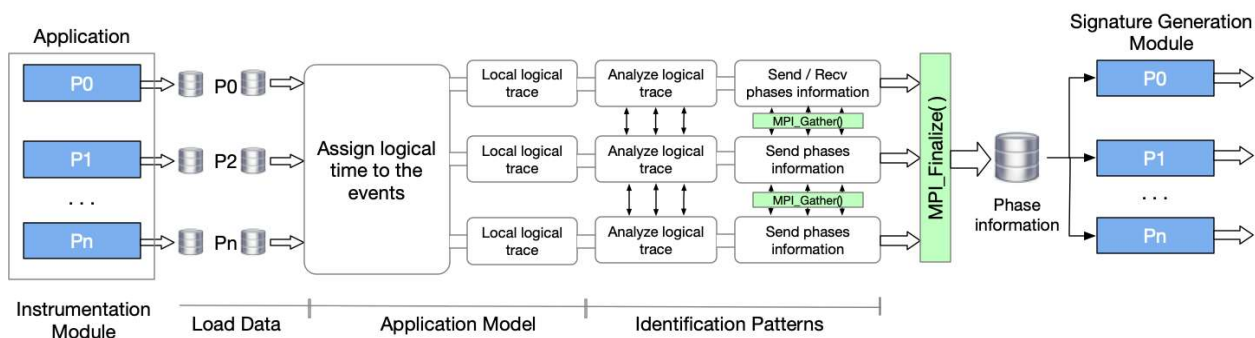 Application
P0
P1
. . .
Pn
Instrumentation
Module
P0
P2
Pn
Load Data
Assign logical
time to the
events
Application Model
Local logical
trace
Local logical
trace
Local logical
trace
Analyze logical
trace
Analyze logical
trace
Analyze logical
trace
Send / Recv
phases information
MPI_Gather()
Send phases
information
MPI_Gather()
Send phases
information
Identification Patterns
MPI_Finalize( )
Phase
information
Signature Generation
Module
P0
P1
. . .
Pn